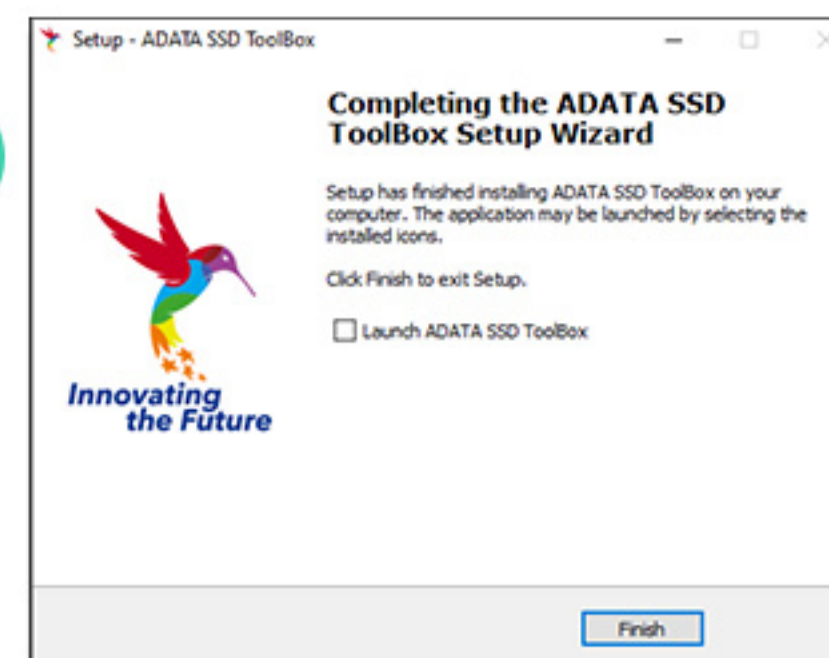 Setup - ADATA SSD ToolBox
Completing the ADATA SSD
ToolBox Setup Wizard
Setup has finished installing ADATA SSD ToolBox on your
computer. The application may be launched by selecting the
installed icons.
Click Finish to exit Setup.
Launch ADATA SSD ToolBox
Innovating
the Future
Finish